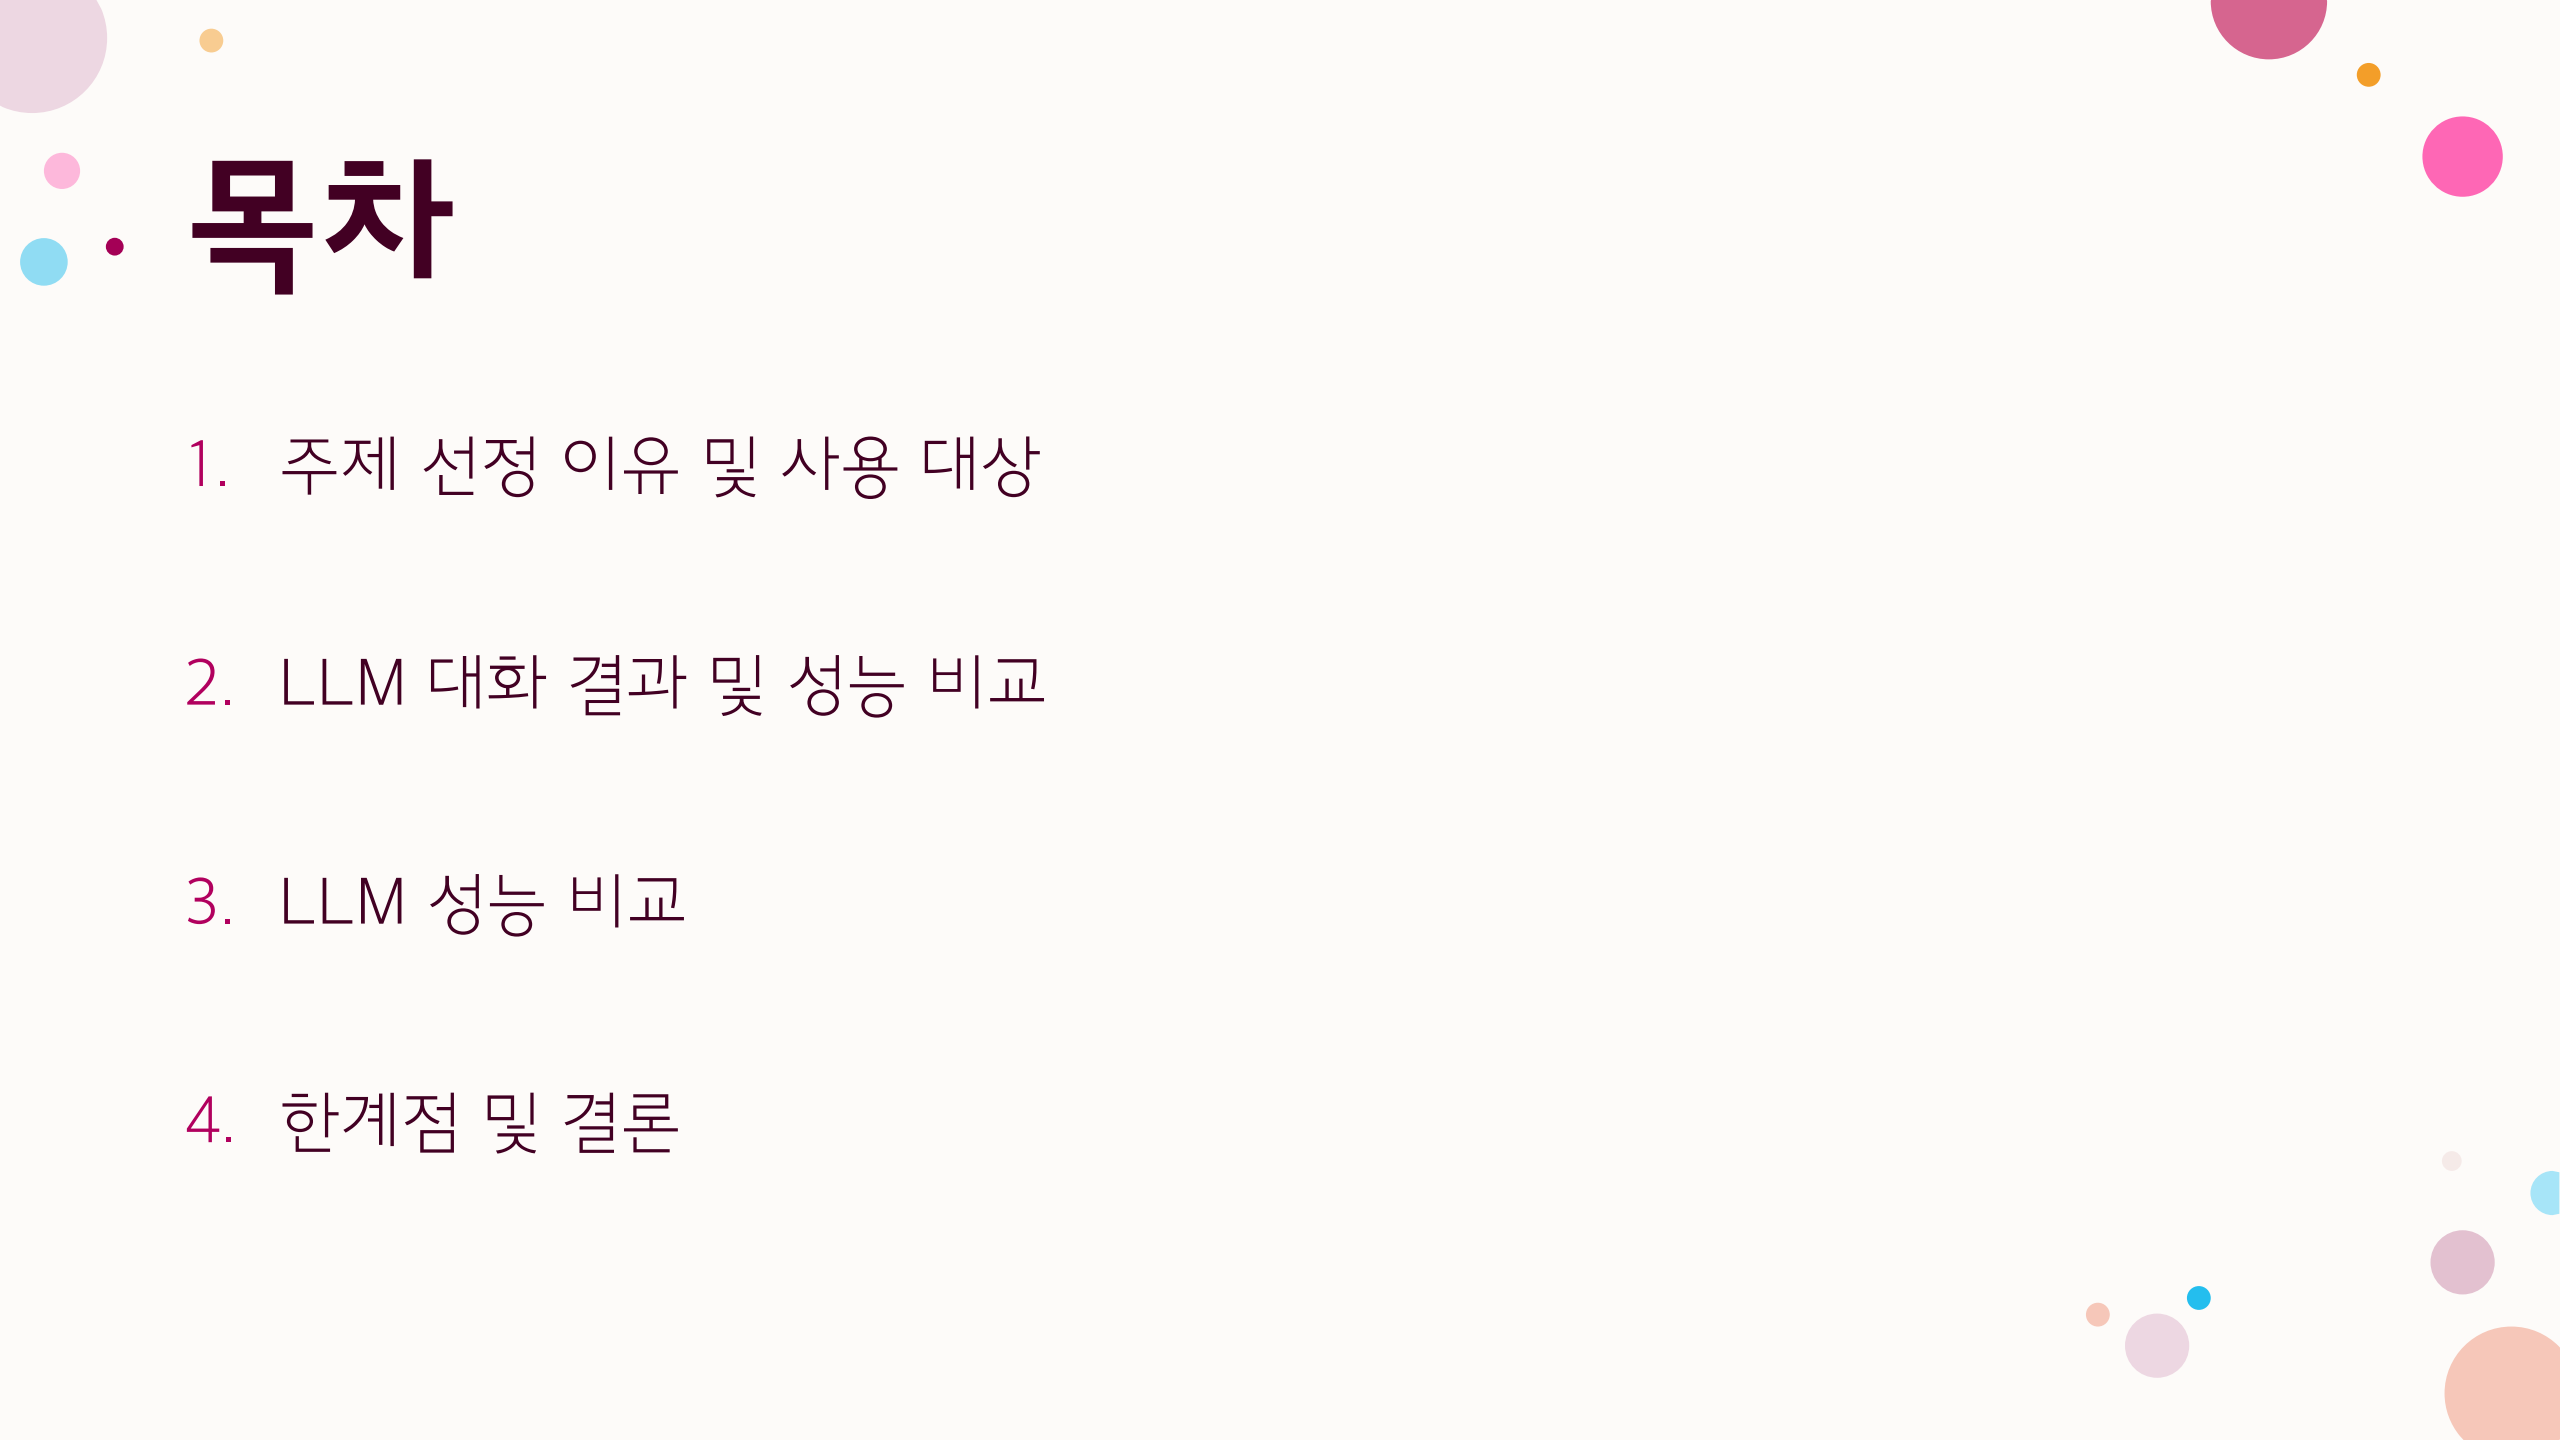 목차
1. 주제 선정 이유 및 사용 대상
2. LLM 대화 결과 및 성능 비교
3. LLM 성능 비교
4. 한계점 및 결론